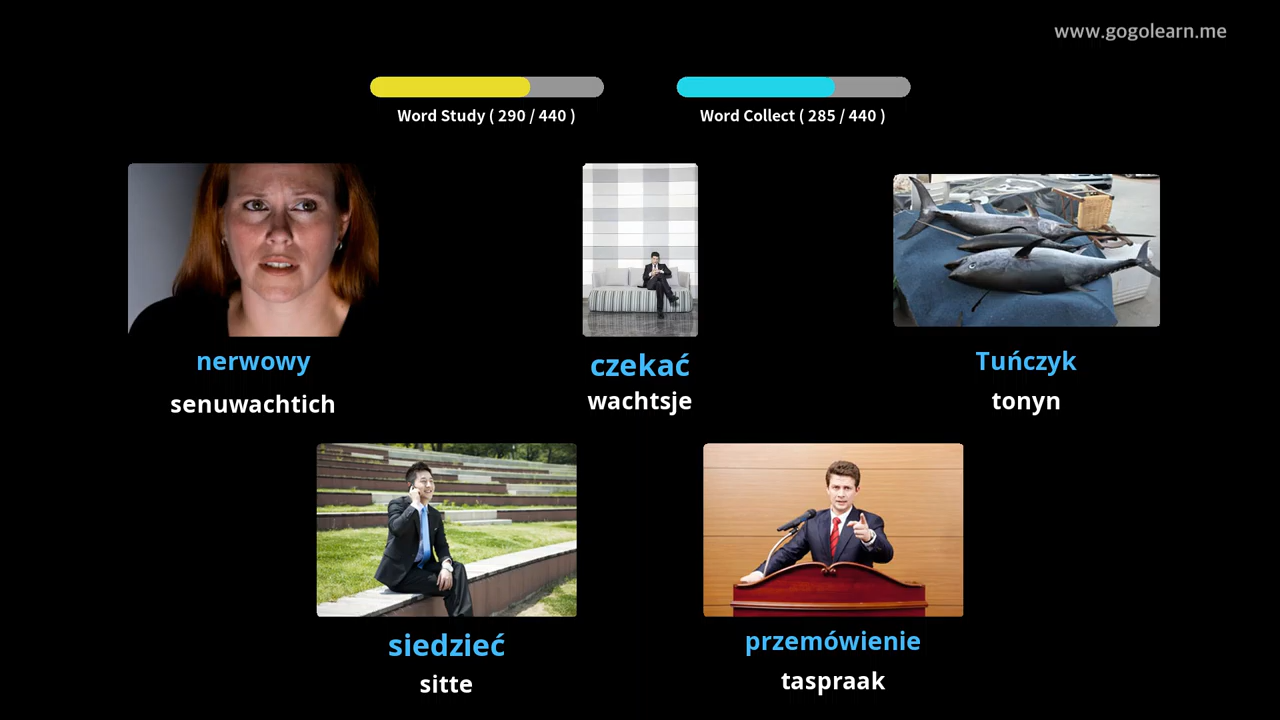 www.gogolearn.me
Word Study ( 290 / 440 )
Word Collect ( 285 / 440 )
nerwowy
senuwachtich
czekać
wachtsje
Tuńczyk
tonyn
siedzieć
sitte
przemówienie
taspraak